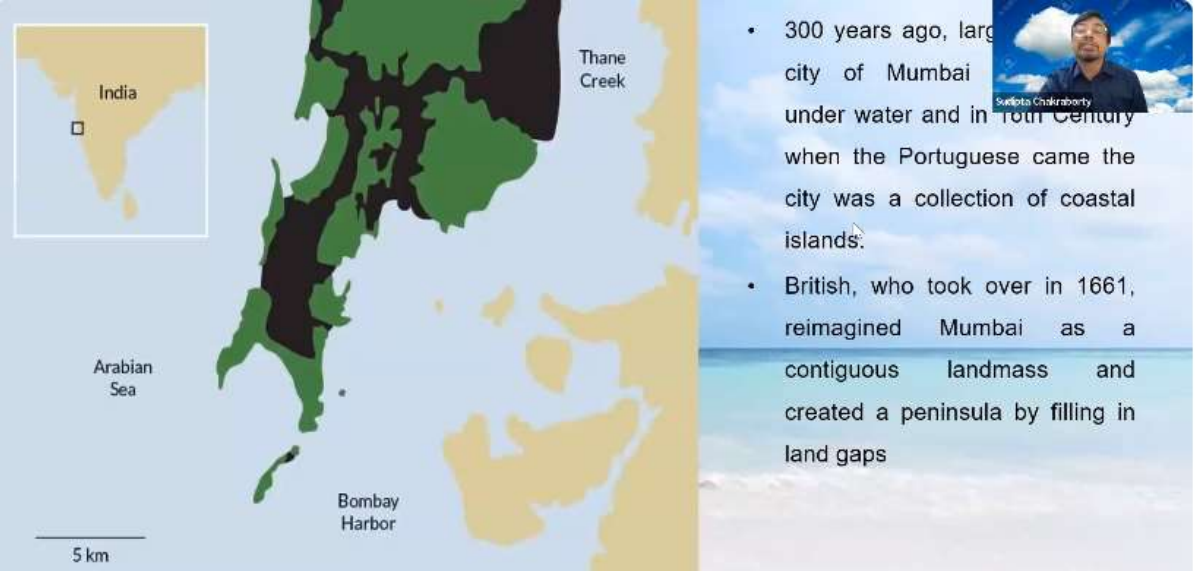 India
Thane
Creek
Arabian
Sea
Bombay
Harbor
5 km
• 300 years ago,
city of Mumbai
under water and in Century
when the Portuguese came the
city was a collection of coastal
islands.
• British, who took over in 1661,
reimagined Mumbai as a
contiguous landmass and
created a peninsula by filling in
land gaps
Sudipta Chakraborty